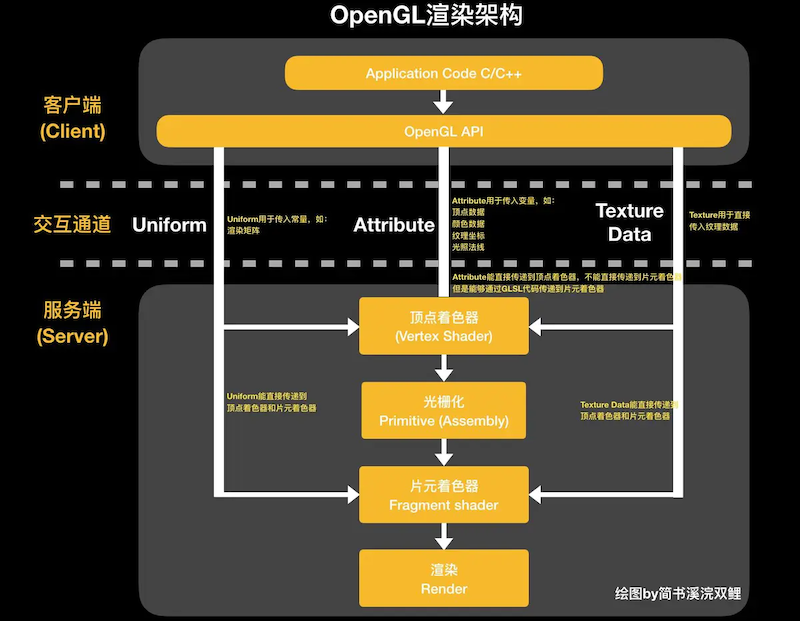 OpenGL渲染架构
Application Code C/C++
客户端
(Client)
OpenGL API
交互通道
Uniform
Uniform用于传入常量，如：
渲染矩阵
Attribute
Attribute用于传入变量，如：
顶点数据
颜色数据
纹理坐标
光照法线
Texture
Data
Texture用于直接
传入纹理数据
Attribute能直接传递到顶点着色器，不能直接传递到片元着色器
但是能够通过GLSL代码传递到片元着色器
服务端
(Server)
顶点着色器
(Vertex Shader)
Uniform能直接传递到
顶点着色器和片元着色器
光栅化
Primitive (Assembly)
Texture Data能直接传递到
顶点着色器和片元着色器
片元着色器
Fragment shader
渲染
Render
绘图by简书溪浣双鲤